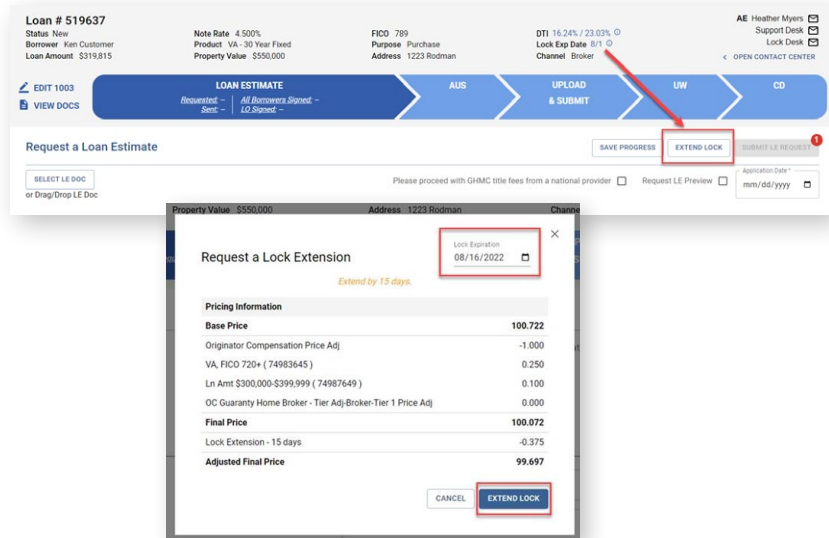 Loan # 519637
Status New
Borrower Ken Customer
Loan Amount $319,815
Note Rate 4.500%
Product VA - 30 Year Fixed
Property Value $550,000
FICO 789
Purpose Purchase
Address 1223 Rodman
DTI 16.24% / 23.03%
Lock Exp Date 8/1
Channel Broker
AE Heather Myers
Support Desk
Lock Desk
< OPEN CONTACT CENTER
EDIT 1003
VIEW DOCS
LOAN ESTIMATE
Requested: – All Borrowers Signed: –
Sent: – LO Signed: –
AUS
UPLOAD
& SUBMIT
UW
CD
Request a Loan Estimate
SAVE PROGRESS
EXTEND LOCK
SUBMIT LE REQUEST
1
SELECT LE DOC
or Drag/Drop LE Doc
Please proceed with GHMC title fees from a national provider
Request LE Preview
Application Date *
mm/dd/yyyy
Property Value $550,000 Address 1223 Rodman Channe
Request a Lock Extension
Lock Expiration
08/16/2022
Extend by 15 days.
Pricing Information
Base Price 100.722
Originator Compensation Price Adj -1.000
VA, FICO 720+ ( 74983645 ) 0.250
Ln Amt $300,000-$399,999 ( 74987649 ) 0.100
OC Guaranty Home Broker - Tier Adj-Broker-Tier 1 Price Adj 0.000
Final Price 100.072
Lock Extension - 15 days -0.375
Adjusted Final Price 99.697
CANCEL
EXTEND LOCK